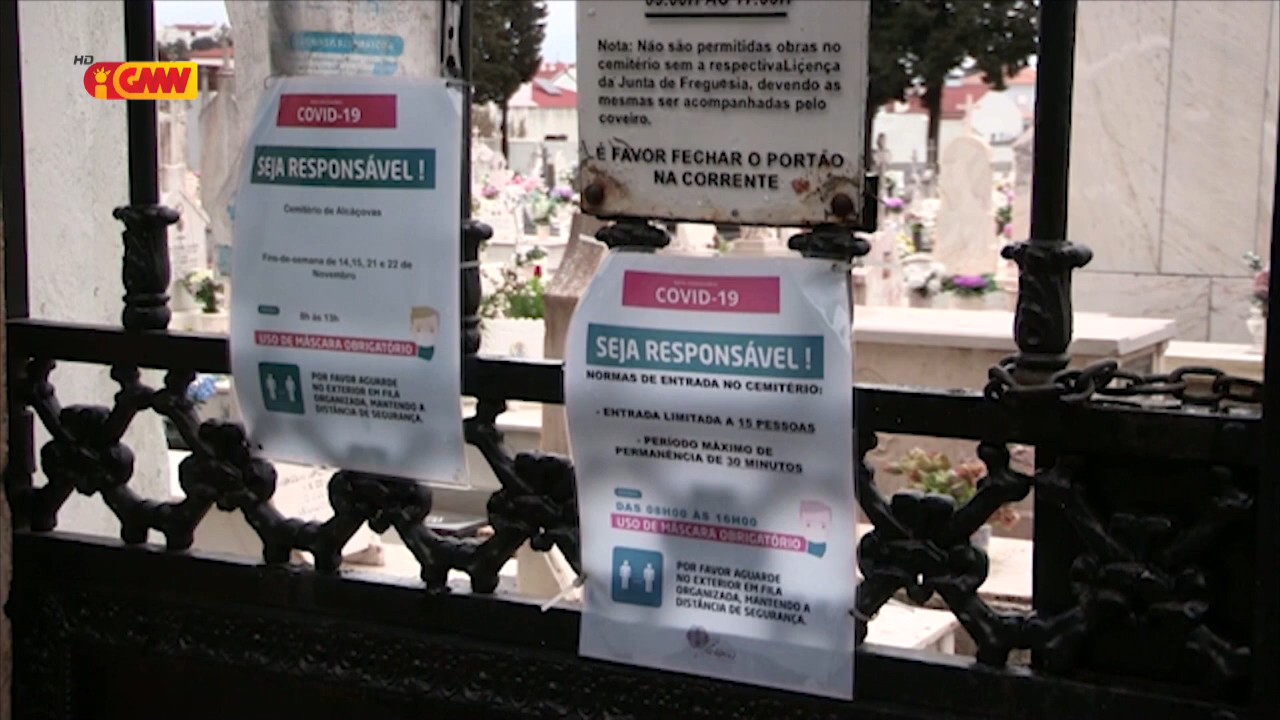 HD
GMW
COVID-19
SEJA RESPONSÁVEL !
Cemitério de Alcáçovas
Fins-de-semana de 14,15, 21 e 22 de
Novembro
8h às 13h
USO DE MÁSCARA OBRIGATÓRIO
POR FAVOR AGUARDE
NO EXTERIOR EM FILA
ORGANIZADA, MANTENDO A
DISTÂNCIA DE SEGURANÇA.
Nota: Não são permitidas obras no
cemitério sem a respectivaLiçença
da Junta de Freguesia, devendo as
mesmas ser acompanhadas pelo
coveiro.
É FAVOR FECHAR O PORTÃO
NA CORRENTE
COVID-19
SEJA RESPONSÁVEL !
NORMAS DE ENTRADA NO CEMITÉRIO:
- ENTRADA LIMITADA A 15 PESSOAS
- PERÍODO MÁXIMO DE
PERMANÊNCIA DE 30 MINUTOS
DAS 08H00 ÀS 16H00
USO DE MÁSCARA OBRIGATÓRIO
POR FAVOR AGUARDE
NO EXTERIOR EM FILA
ORGANIZADA, MANTENDO A
DISTÂNCIA DE SEGURANÇA.